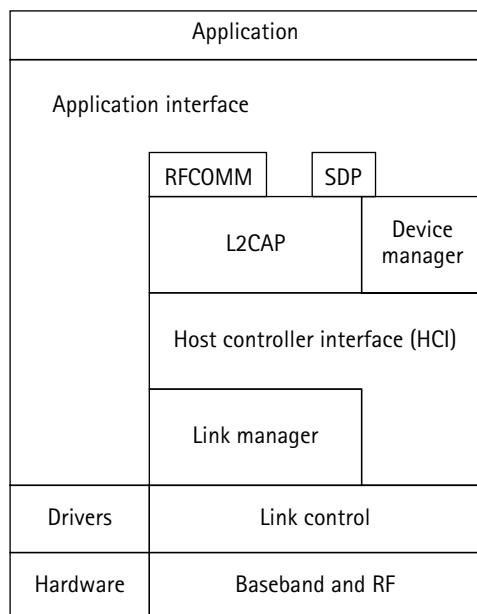 Application
Application interface
RFCOMM
SDP
L2CAP
Device
manager
Host controller interface (HCI)
Link manager
Drivers
Link control
Hardware
Baseband and RF